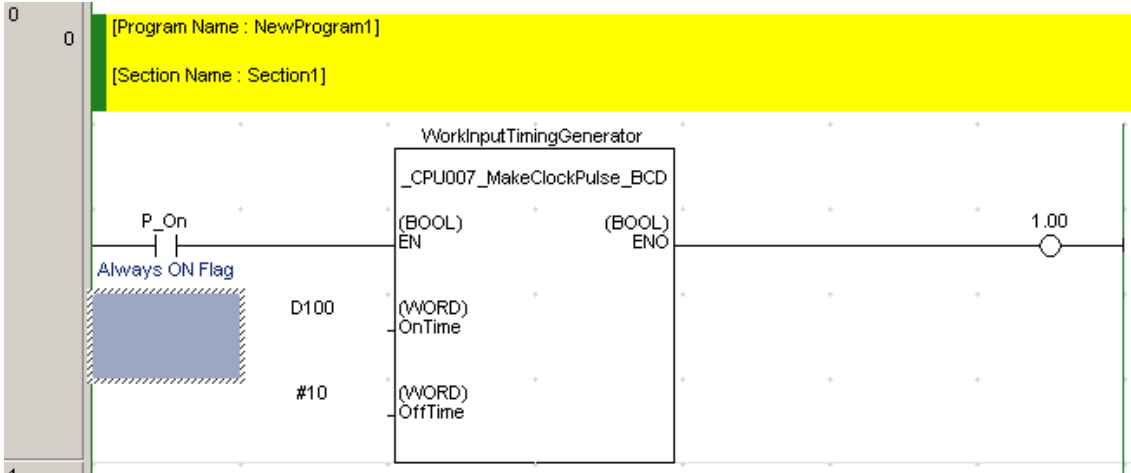 0
0
[Program Name : NewProgram1]
[Section Name : Section1]
WorkInputTimingGenerator
_CPU007_MakeClockPulse_BCD
P_On
(BOOL)
EN
(BOOL)
ENO
1.00
Always ON Flag
D100
(WORD)
OnTime
#10
(WORD)
OffTime